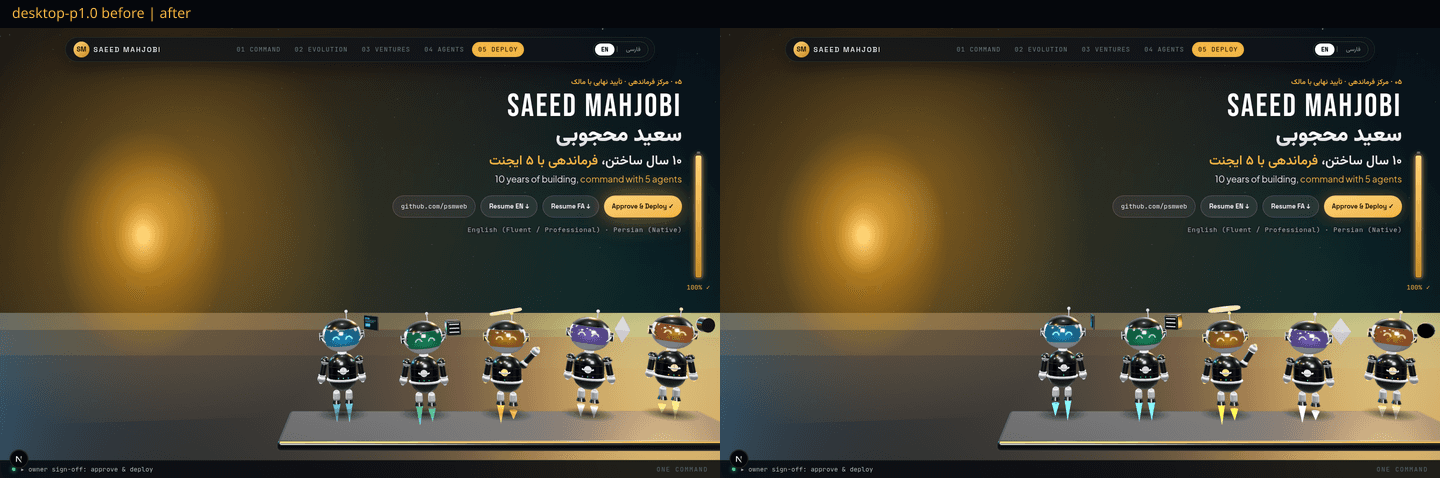 desktop-p1.0 before | after
SM SAEED MAHJOBI 01 COMMAND 02 EVOLUTION 03 VENTURES 04 AGENTS 05 DEPLOY EN | فارسی
۰۵ · مرکز فرماندهی · تأیید نهایی با مالک
SAEED MAHJOBI
سعید محجوبی
۱۰ سال ساختن، فرماندهی با ۵ ایجنت
10 years of building, command with 5 agents
github.com/psmweb Resume EN ↓ Resume FA ↓ Approve & Deploy ✓
English (Fluent / Professional) · Persian (Native)
100% ✓
N
▸ owner sign-off: approve & deploy ONE COMMAND
SM SAEED MAHJOBI 01 COMMAND 02 EVOLUTION 03 VENTURES 04 AGENTS 05 DEPLOY EN | فارسی
۰۵ · مرکز فرماندهی · تأیید نهایی با مالک
SAEED MAHJOBI
سعید محجوبی
۱۰ سال ساختن، فرماندهی با ۵ ایجنت
10 years of building, command with 5 agents
github.com/psmweb Resume EN ↓ Resume FA ↓ Approve & Deploy ✓
English (Fluent / Professional) · Persian (Native)
100% ✓
N
▸ owner sign-off: approve & deploy ONE COMMAND